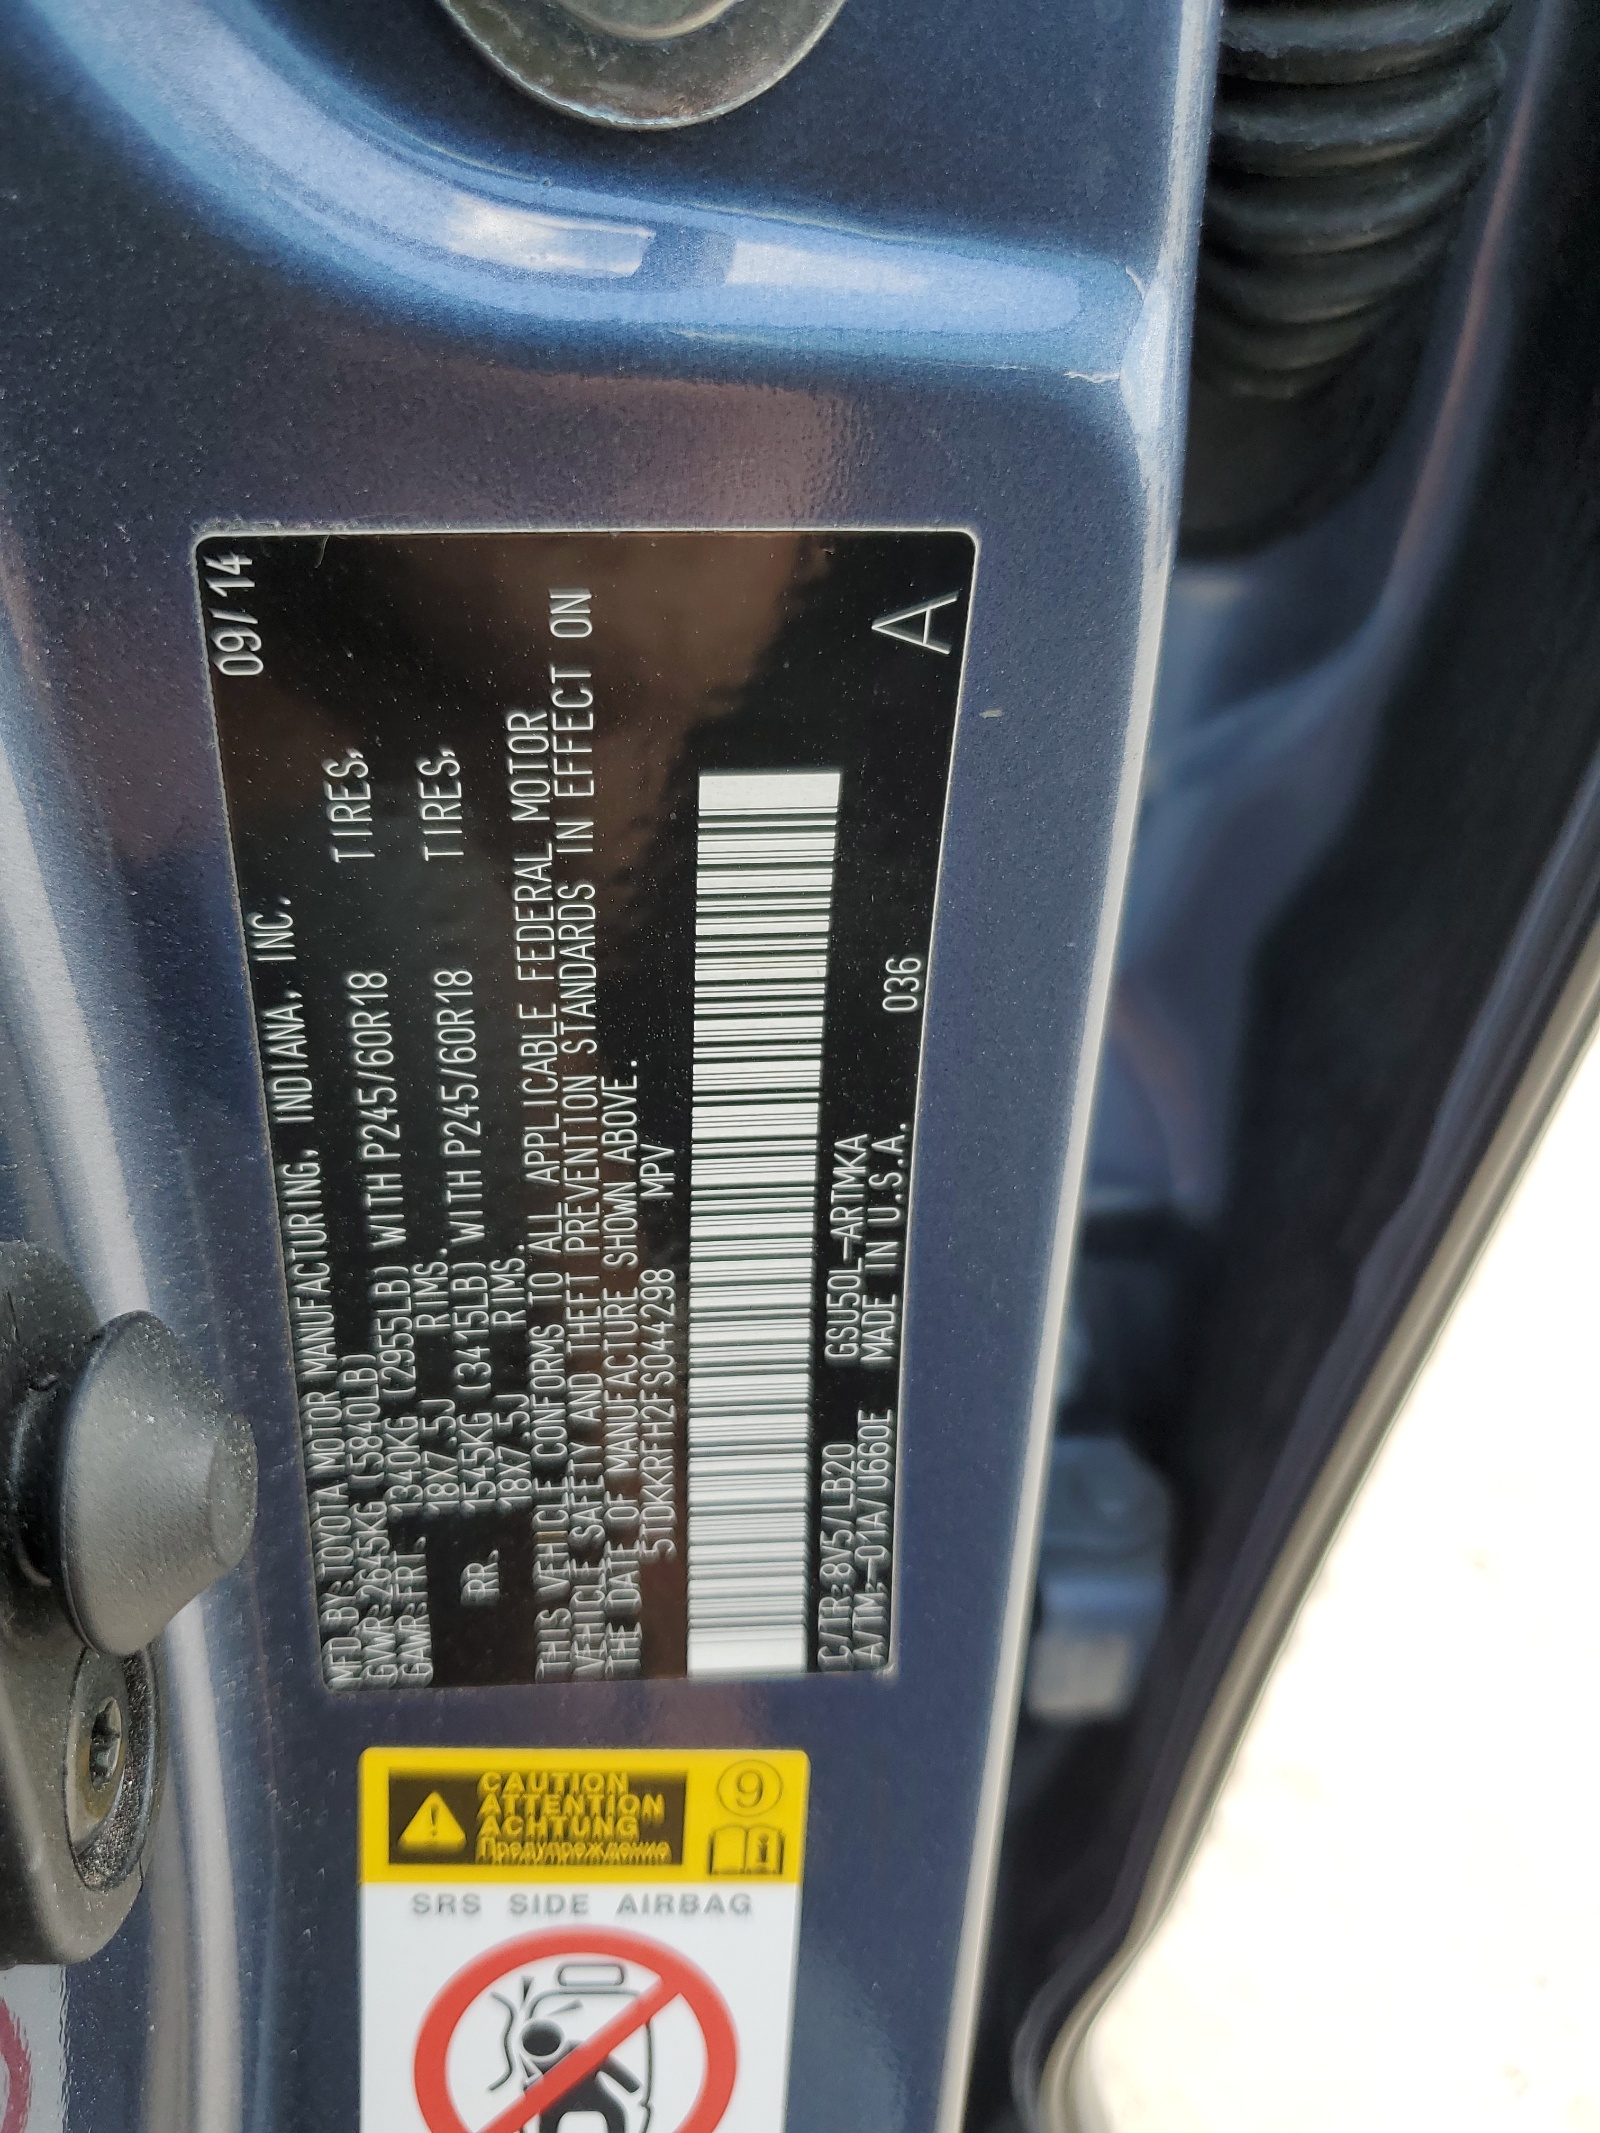 09/14
MFD.BY:TOYOTA MOTOR MANUFACTURING, INDIANA, INC.
GVWR:2645KG(5840LB)
GAWR:FRT. 1340KG (2955LB) WITH P245/60R18 TIRES,
18X7.5J RIMS.
RR. 1545KG (3415LB) WITH P245/60R18 TIRES,
18X7.5J RIMS.
THIS VEHICLE CONFORMS TO ALL APPLICABLE FEDERAL MOTOR
VEHICLE SAFETY AND THEFT PREVENTION STANDARDS IN EFFECT ON
THE DATE OF MANUFACTURE SHOWN ABOVE.
5TDKRFH2FS044298 MPV
C/TR:8V5/LB20 GSU50L-ARTMKA
A/TM:-01A/U660E MADE IN U.S.A. 036
A
CAUTION
ATTENTION
ACHTUNG
Предупреждение
9
i
SRS SIDE AIRBAG